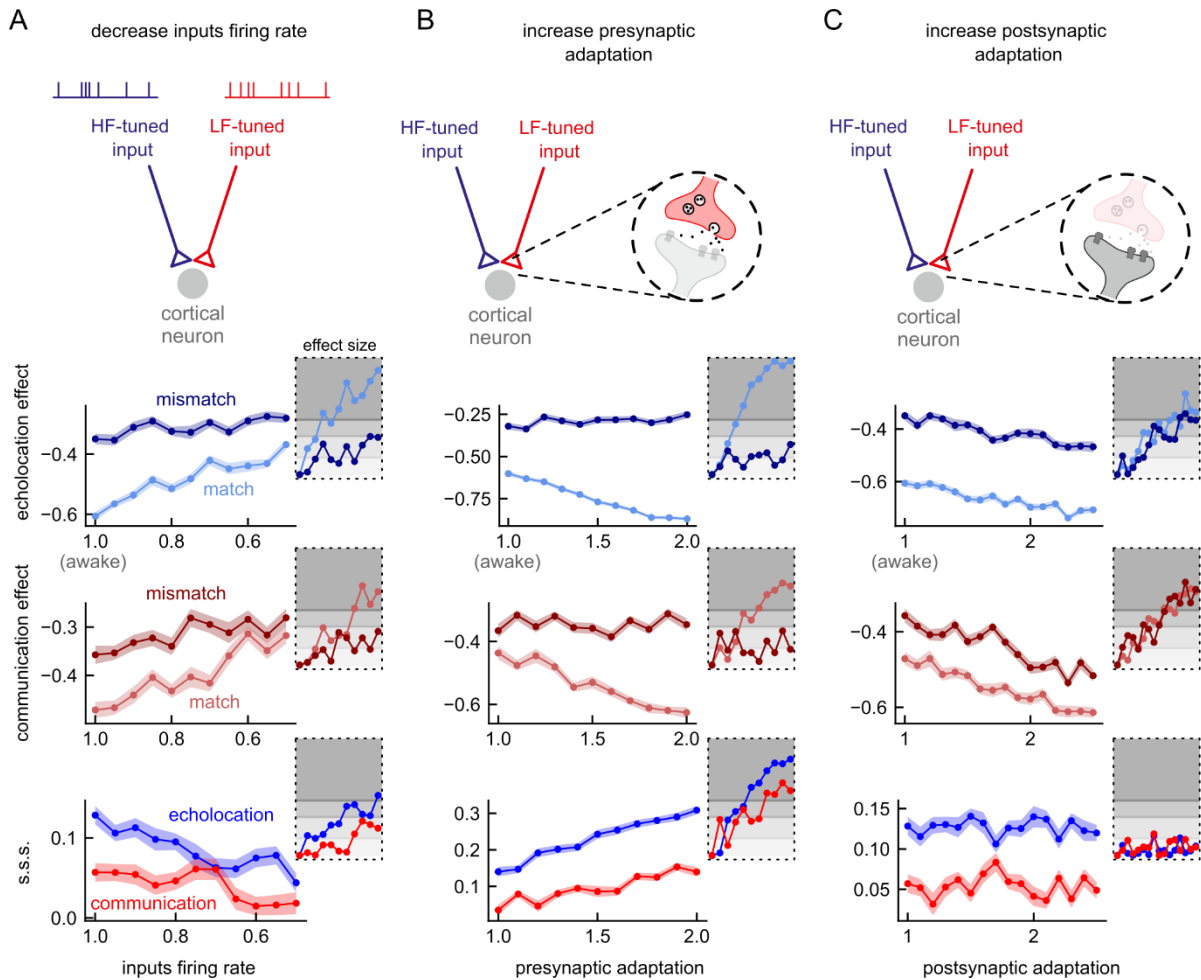 A
decrease inputs firing rate
HF-tuned
input
LF-tuned
input
cortical
neuron
B
increase presynaptic
adaptation
HF-tuned
input
LF-tuned
input
cortical
neuron
C
increase postsynaptic
adaptation
HF-tuned
input
LF-tuned
input
cortical
neuron
effect size
echolocation effect
mismatch
match
−0.4
−0.6
1.0
0.8
0.6
(awake)
−0.25
−0.50
−0.75
1.0
1.5
2.0
(awake)
−0.4
−0.6
1
2
communication effect
mismatch
match
−0.3
−0.4
1.0
0.8
0.6
−0.4
−0.6
1.0
1.5
2.0
−0.4
−0.6
1
2
s.s.s.
echolocation
communication
0.1
0.0
1.0
0.8
0.6
inputs firing rate
0.3
0.2
0.1
1.0
1.5
2.0
presynaptic adaptation
0.15
0.10
0.05
1
2
postsynaptic adaptation